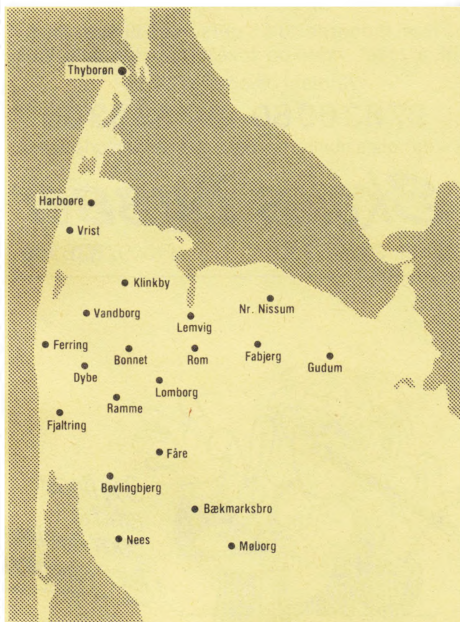 Thyborøn
Harboøre
Vrist
Klinkby
Nr. Nissum
Vandborg
Lemvig
Ferring
Bonnet
Rom
Fabjerg
Gudum
Dybe
Lomborg
Ramme
Fjaltring
Fåre
Bøvlingbjerg
Bækmarksbro
Nees
Møborg